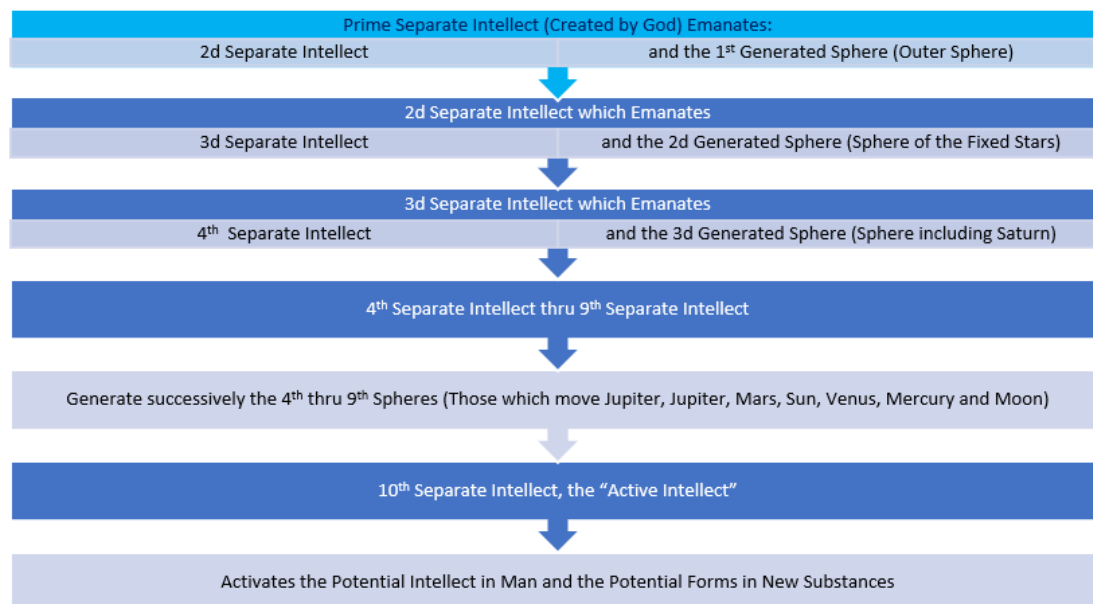 Prime Separate Intellect (Created by God) Emanates:
2d Separate Intellect
and the 1st Generated Sphere (Outer Sphere)
2d Separate Intellect which Emanates
3d Separate Intellect
and the 2d Generated Sphere (Sphere of the Fixed Stars)
3d Separate Intellect which Emanates
4th Separate Intellect
and the 3d Generated Sphere (Sphere including Saturn)
4th Separate Intellect thru 9th Separate Intellect
Generate successively the 4th thru 9th Spheres (Those which move Jupiter, Jupiter, Mars, Sun, Venus, Mercury and Moon)
10th Separate Intellect, the “Active Intellect”
Activates the Potential Intellect in Man and the Potential Forms in New Substances